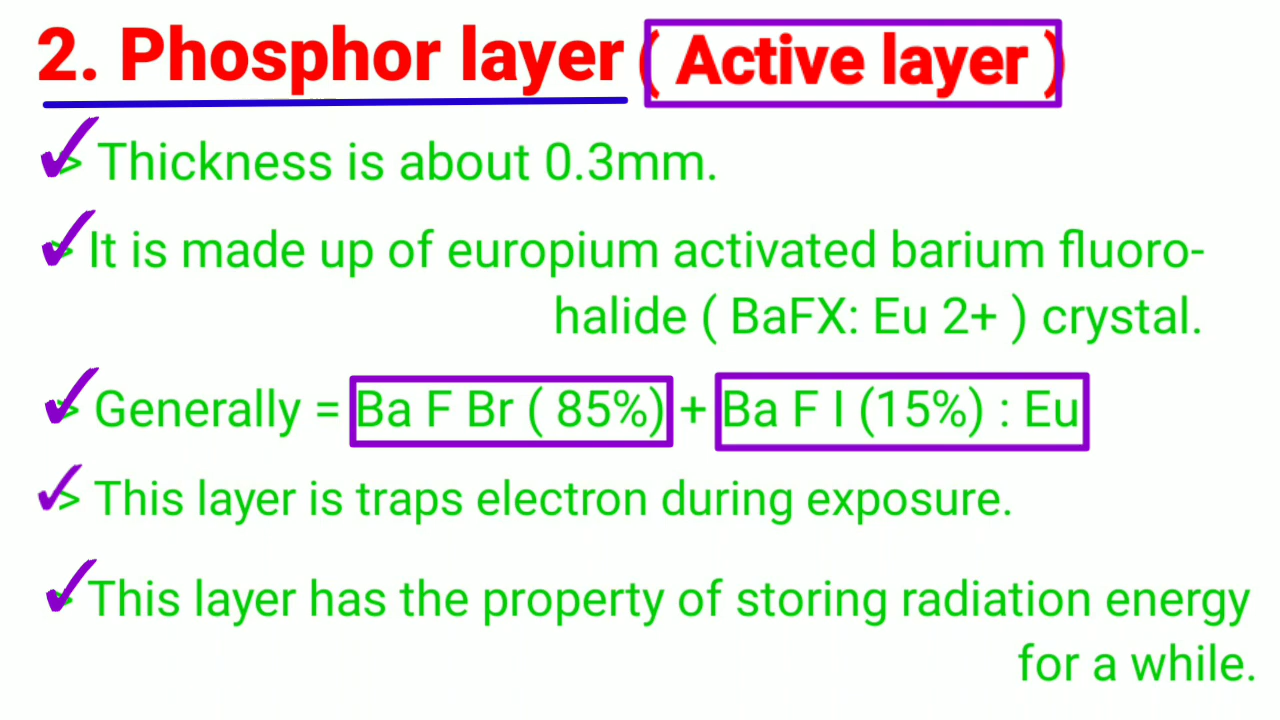 2. Phosphor layer ( Active layer )
> Thickness is about 0.3mm.
> It is made up of europium activated barium fluoro-
halide ( BaFX: Eu 2+ ) crystal.
> Generally = Ba F Br ( 85%) + Ba F I (15%) : Eu
> This layer is traps electron during exposure.
> This layer has the property of storing radiation energy
for a while.